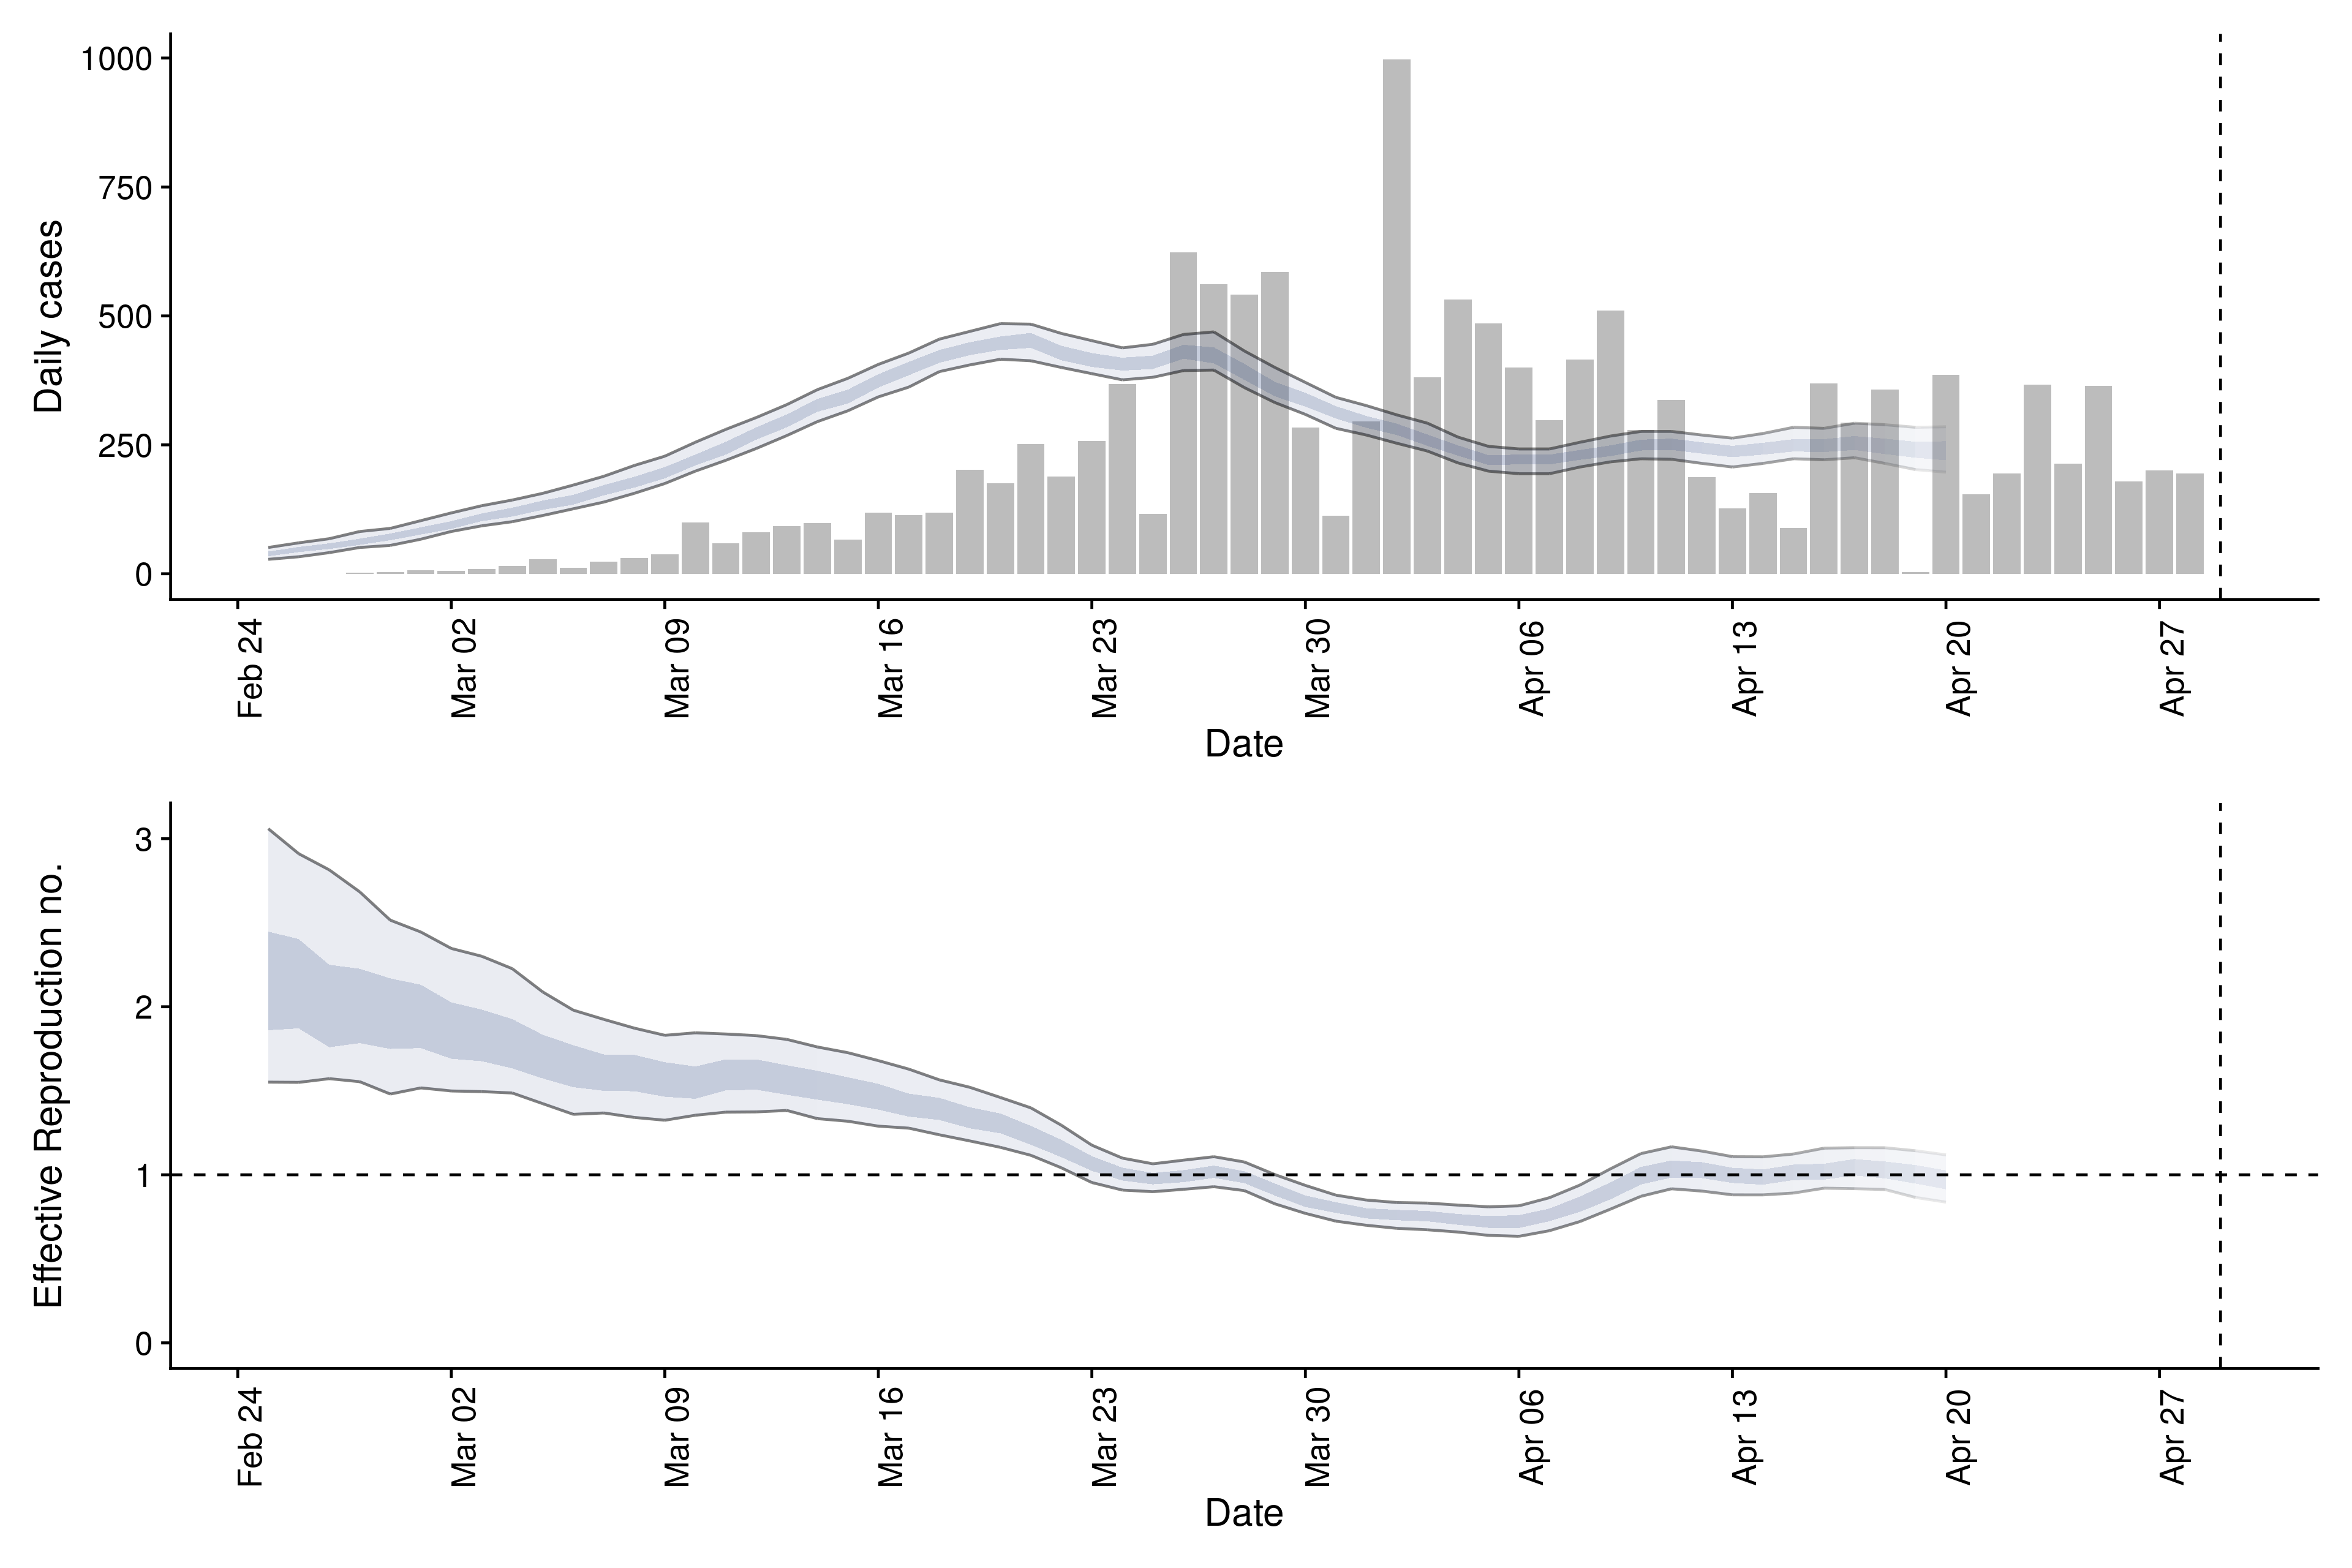 Daily cases
1000
750
500
250
0
Feb 24
Mar 02
Mar 09
Mar 16
Mar 23
Mar 30
Apr 06
Apr 13
Apr 20
Apr 27
Date
Effective Reproduction no.
3
2
1
0
Feb 24
Mar 02
Mar 09
Mar 16
Mar 23
Mar 30
Apr 06
Apr 13
Apr 20
Apr 27
Date